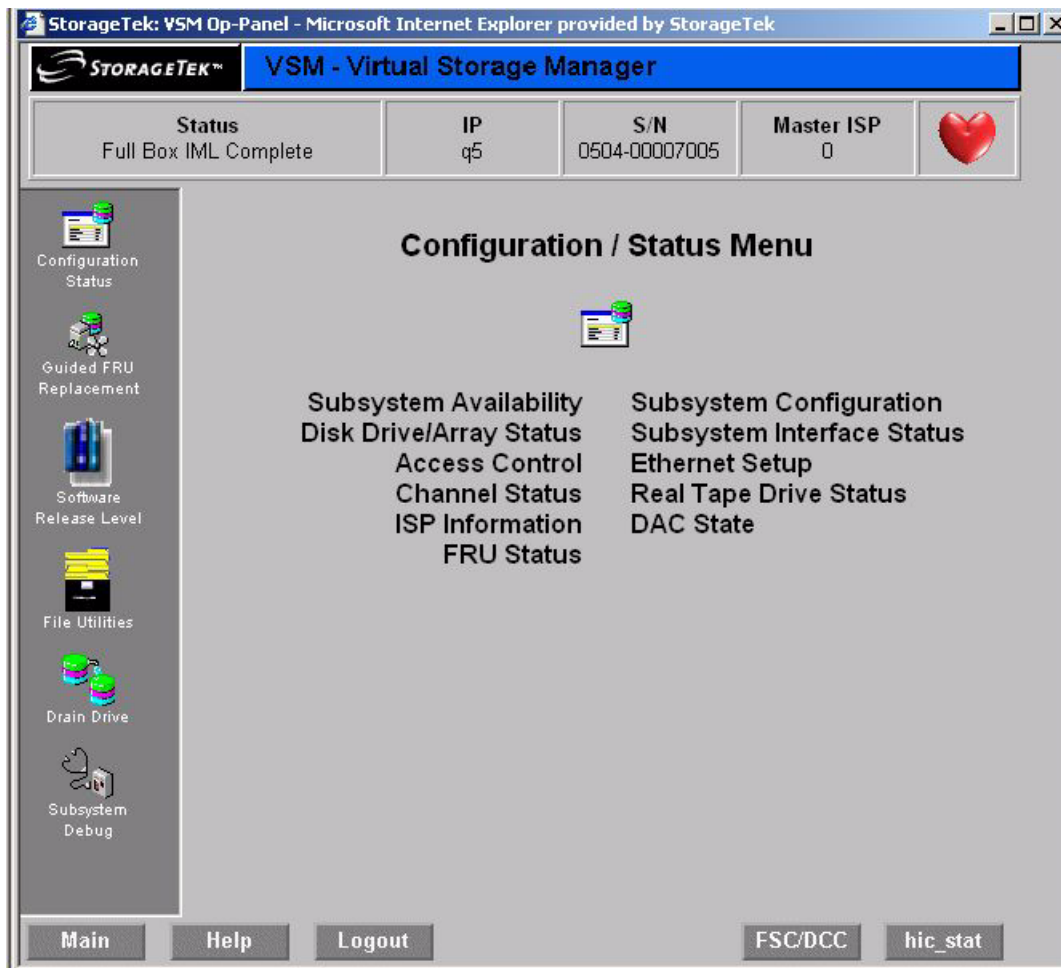 StorageTek: VSM Op-Panel - Microsoft Internet Explorer provided by StorageTek
STORAGETEK™ VSM - Virtual Storage Manager
Status IP S/N Master ISP
Full Box IML Complete q5 0504-00007005 0
Configuration
Status
Guided FRU
Replacement
Software
Release Level
File Utilities
Drain Drive
Subsystem
Debug
Configuration / Status Menu
Subsystem Availability Subsystem Configuration
Disk Drive/Array Status Subsystem Interface Status
Access Control Ethernet Setup
Channel Status Real Tape Drive Status
ISP Information DAC State
FRU Status
Main Help Logout FSC/DCC hic_stat